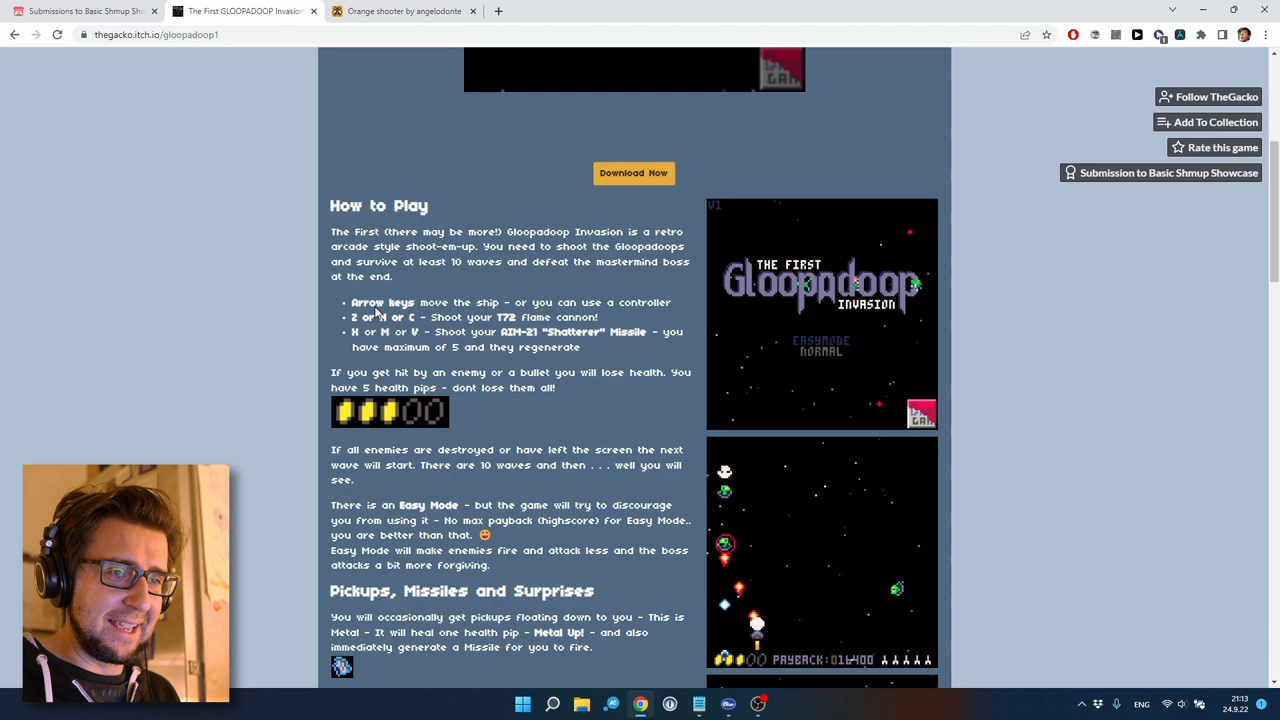 Submissions to Basic Shmup Sho
The First GLOOPADOOP Invasion
Orange shooter by angelodonte
thegacko.itch.io/gloopadoop1
Follow TheGacko
Add To Collection
Rate this game
Submission to Basic Shmup Showcase
Download Now
How to Play
The First (there may be more!) Gloopadoop Invasion is a retro
arcade style shoot-em-up. You need to shoot the Gloopadoops
and survive at least 10 waves and defeat the mastermind boss
at the end.
• Arrow keys move the ship - or you can use a controller
• Z or N or C - Shoot your T72 flame cannon!
• X or M or V - Shoot your AIM-21 "Shatterer" Missile - you
have maximum of 5 and they regenerate
If you get hit by an enemy or a bullet you will lose health. You
have 5 health pips - dont lose them all!
If all enemies are destroyed or have left the screen the next
wave will start. There are 10 waves and then . . . well you will
see.
There is an Easy Mode - but the game will try to discourage
you from using it - No max payback (highscore) for Easy Mode..
you are better than that. 😄
Easy Mode will make enemies fire and attack less and the boss
attacks a bit more forgiving.
Pickups, Missiles and Surprises
You will occasionally get pickups floating down to you - This is
Metal - It will heal one health pip - Metal Up! - and also
immediately generate a Missile for you to fire.
V1
THE FIRST
Gloopadoop
INVASION
EASYMODE
NORMAL
PAYBACK:016400
ENG
21:13
24.9.22